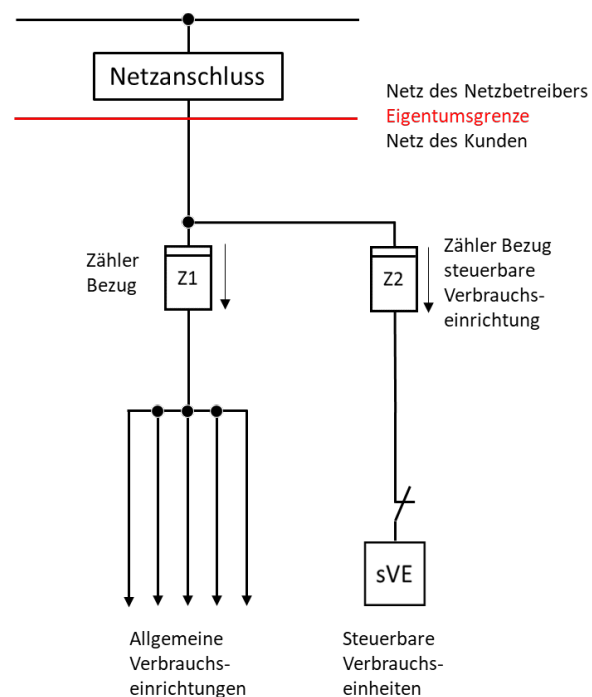 Netzanschluss
Netz des Netzbetreibers
Eigentumsgrenze
Netz des Kunden
Zähler
Bezug
Z1
Z2
Zähler Bezug
steuerbare
Verbrauchs-
einrichtung
sVE
Allgemeine
Verbrauchs-
einrichtungen
Steuerbare
Verbrauchs-
einheiten